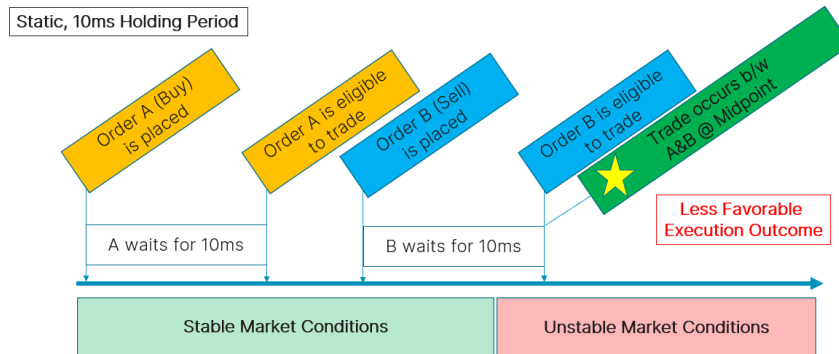 Static, 10ms Holding Period
Order A (Buy)
is placed
Order A is eligible
to trade
Order B (Sell)
is placed
Order B is eligible
to trade
Trade occurs b/w
A&B @ Midpoint
Less Favorable
Execution Outcome
A waits for 10ms
B waits for 10ms
Stable Market Conditions
Unstable Market Conditions